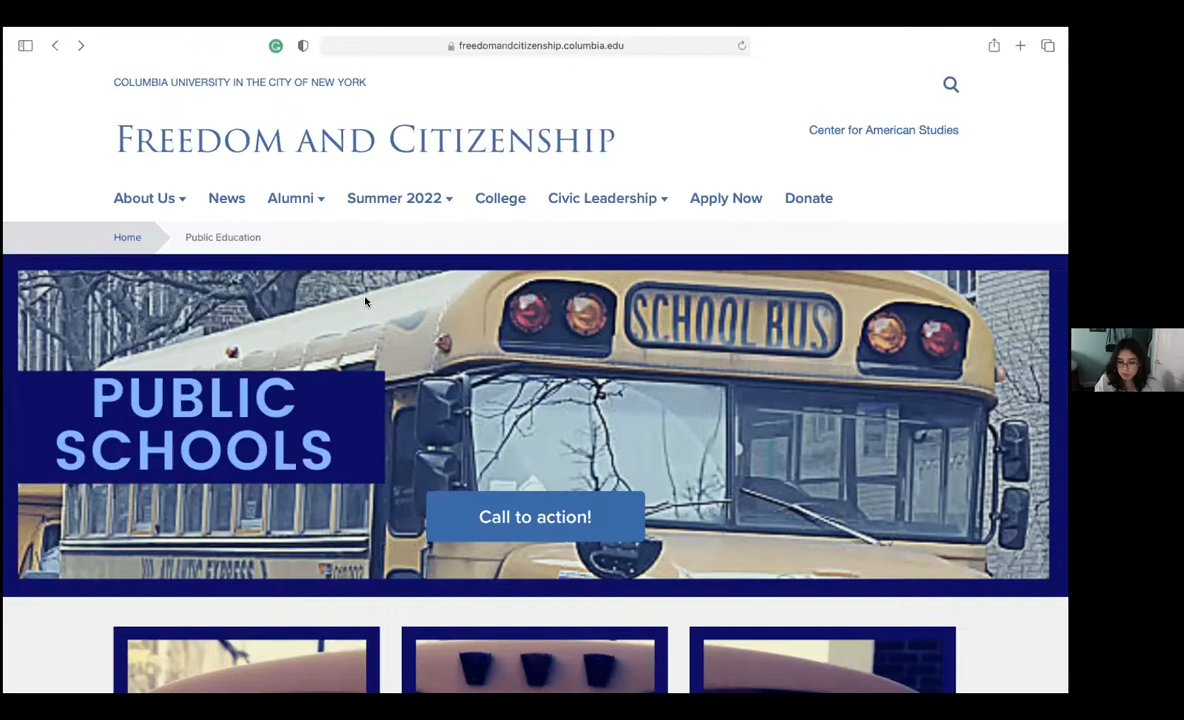 freedomandcitizenship.columbia.edu
COLUMBIA UNIVERSITY IN THE CITY OF NEW YORK
FREEDOM AND CITIZENSHIP
Center for American Studies
About Us News Alumni Summer 2022 College Civic Leadership Apply Now Donate
Home Public Education
SCHOOL BUS
PUBLIC
SCHOOLS
Call to action!
ATLANTIC EXPRESS